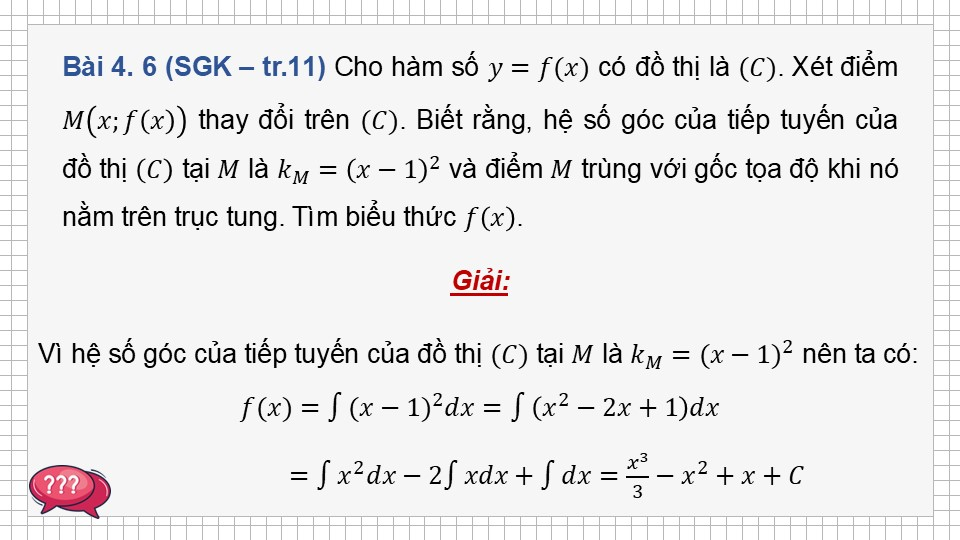 Bài 4. 6 (SGK – tr.11) Cho hàm số 𝑦 = 𝑓(𝑥) có đồ thị là (𝐶). Xét điểm
𝑀(𝑥; 𝑓(𝑥)) thay đổi trên (𝐶). Biết rằng, hệ số góc của tiếp tuyến của
đồ thị (𝐶) tại 𝑀 là 𝑘_𝑀 = (𝑥 − 1)² và điểm 𝑀 trùng với gốc tọa độ khi nó
nằm trên trục tung. Tìm biểu thức 𝑓(𝑥).
Giải:
Vì hệ số góc của tiếp tuyến của đồ thị (𝐶) tại 𝑀 là 𝑘_𝑀 = (𝑥 − 1)² nên ta có:
𝑓(𝑥) = ∫ (𝑥 − 1)²𝑑𝑥 = ∫ (𝑥² − 2𝑥 + 1)𝑑𝑥
= ∫ 𝑥²𝑑𝑥 − 2∫ 𝑥𝑑𝑥 + ∫ 𝑑𝑥 = 𝑥³/3 − 𝑥² + 𝑥 + 𝐶
???